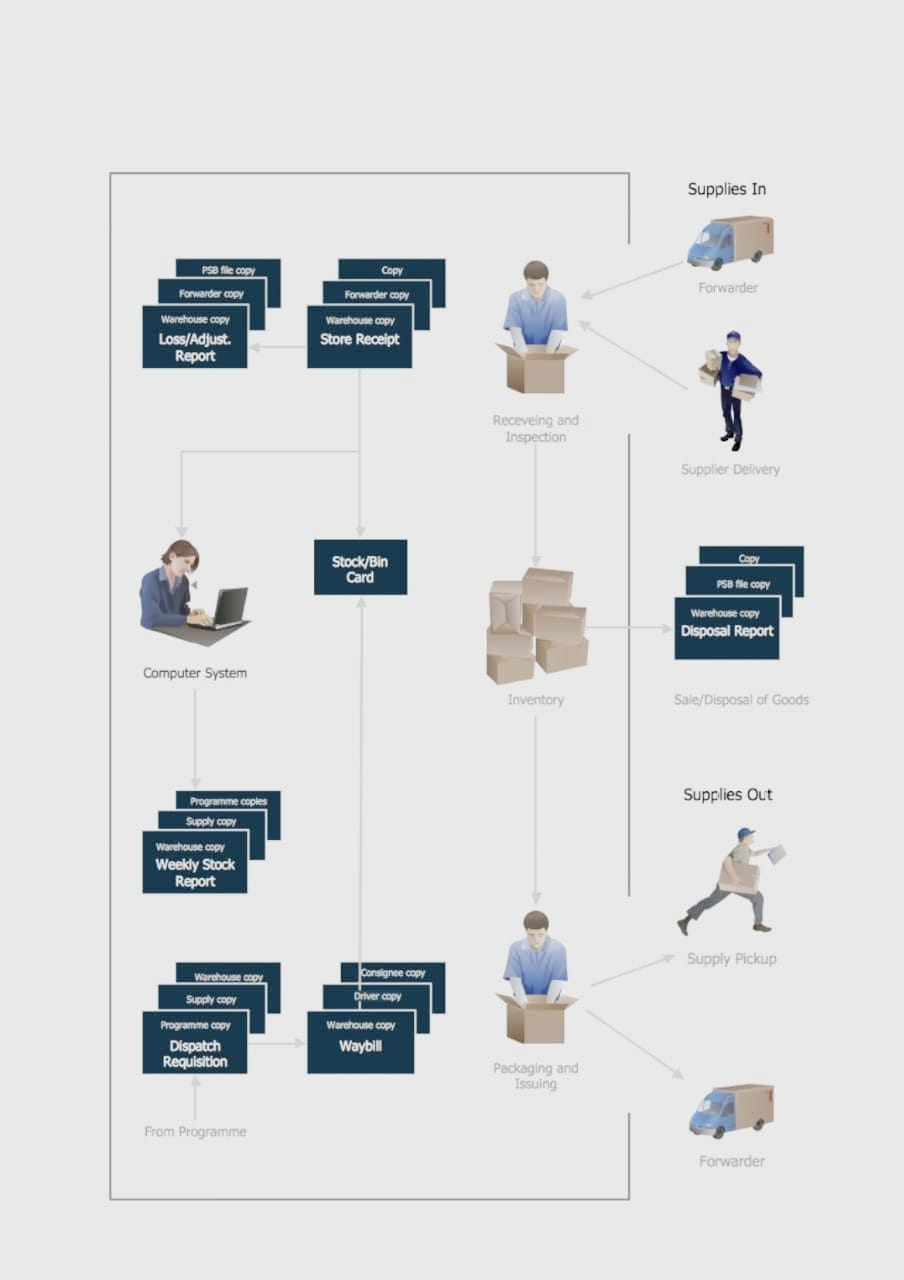 Supplies In
Forwarder
PSB file copy
Forwarder copy
Warehouse copy
Loss/Adjust.
Report
Copy
Forwarder copy
Warehouse copy
Store Receipt
Receveing and
Inspection
Supplier Delivery
Computer System
Stock/Bin
Card
Inventory
Copy
PSB file copy
Warehouse copy
Disposal Report
Sale/Disposal of Goods
Programme copies
Supply copy
Warehouse copy
Weekly Stock
Report
Supplies Out
Supply Pickup
Warehouse copy
Supply copy
Programme copy
Dispatch
Requisition
Consignee copy
Driver copy
Warehouse copy
Waybill
Packaging and
Issuing
From Programme
Forwarder